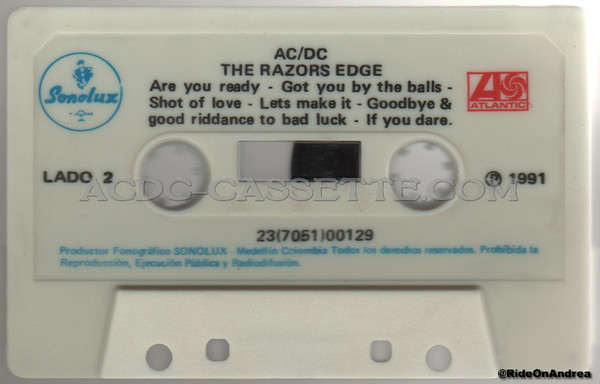 AC/DC
THE RAZORS EDGE
Are you ready - Got you by the balls -
Shot of love - Lets make it - Goodbye &
good riddance to bad luck - If you dare.
Sonolux
ATLANTIC
LADO 2
ACDC-CASSETTE.COM
℗ 1991
23(7051)00129
Productor Fonográfico SONOLUX - Medellín Colombia Todos los derechos reservados. Prohibida la
Reproducción, Ejecución Pública y Radiodifusión.
@RideOnAndrea